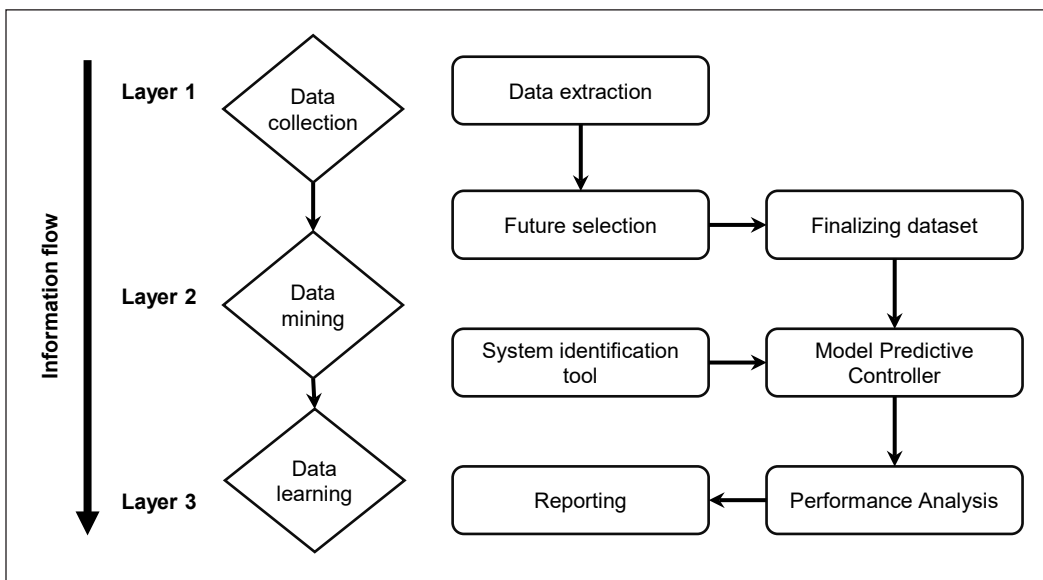 Information flow
Layer 1
Data
collection
Data extraction
Future selection
Finalizing dataset
Layer 2
Data
mining
System identification
tool
Model Predictive
Controller
Layer 3
Data
learning
Reporting
Performance Analysis